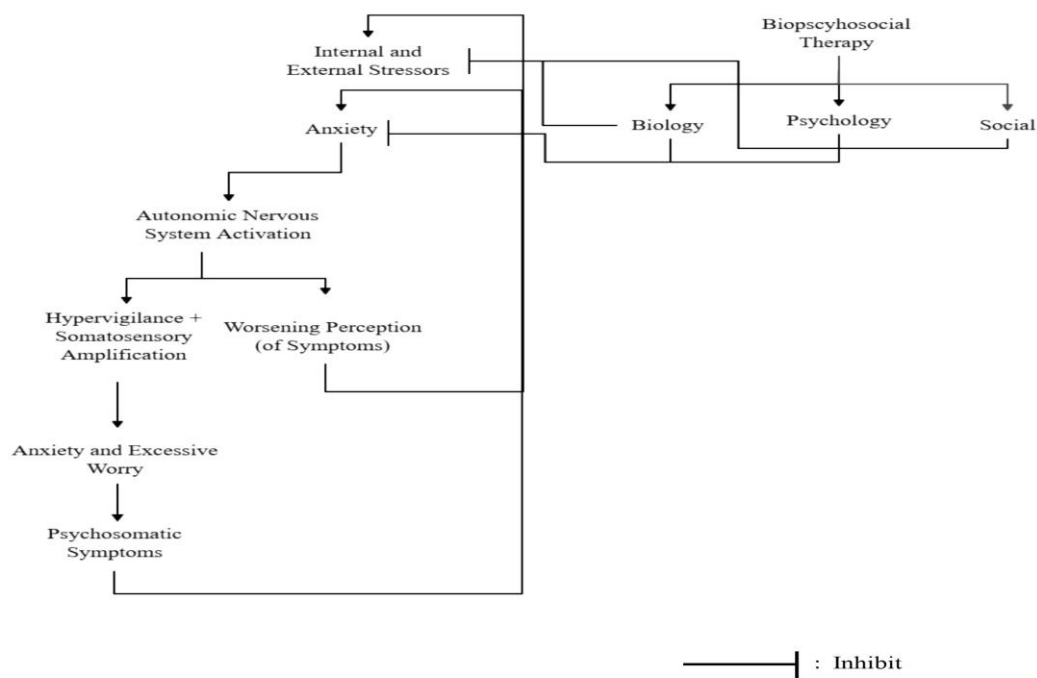 Biopscyhosocial
Therapy
Internal and
External Stressors
Anxiety
Biology
Psychology
Social
Autonomic Nervous
System Activation
Hypervigilance +
Somatosensory
Amplification
Worsening Perception
(of Symptoms)
Anxiety and Excessive
Worry
Psychosomatic
Symptoms
: Inhibit